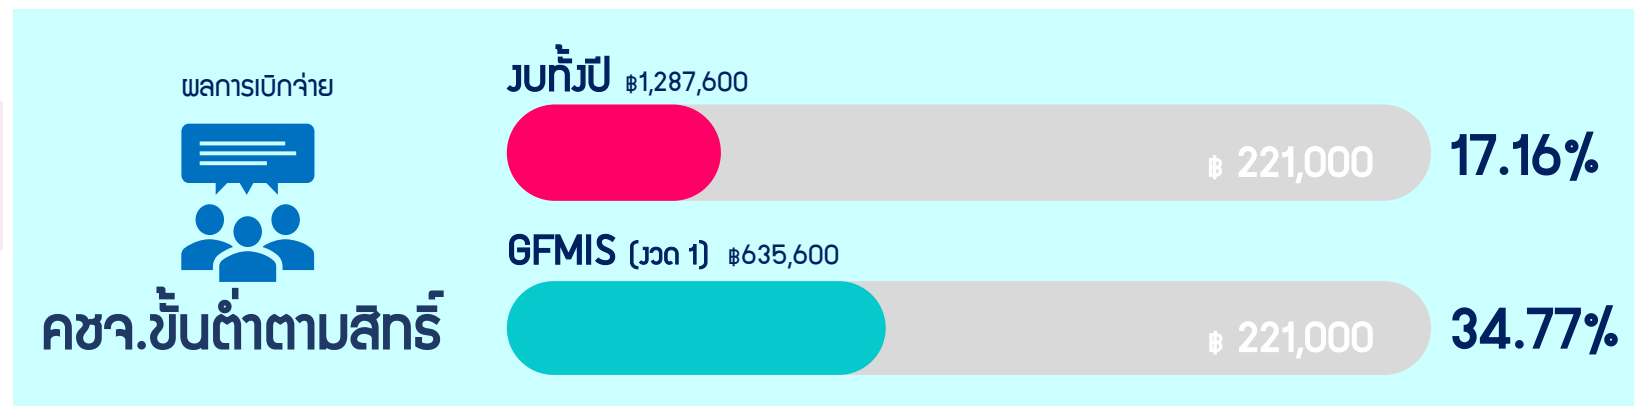 ผลการเบิกจ่าย
คชจ.ขั้นต่ำตามสิทธิ์
งบทั้งปี ฿1,287,600
฿ 221,000
17.16%
GFMIS (งวด 1) ฿635,600
฿ 221,000
34.77%